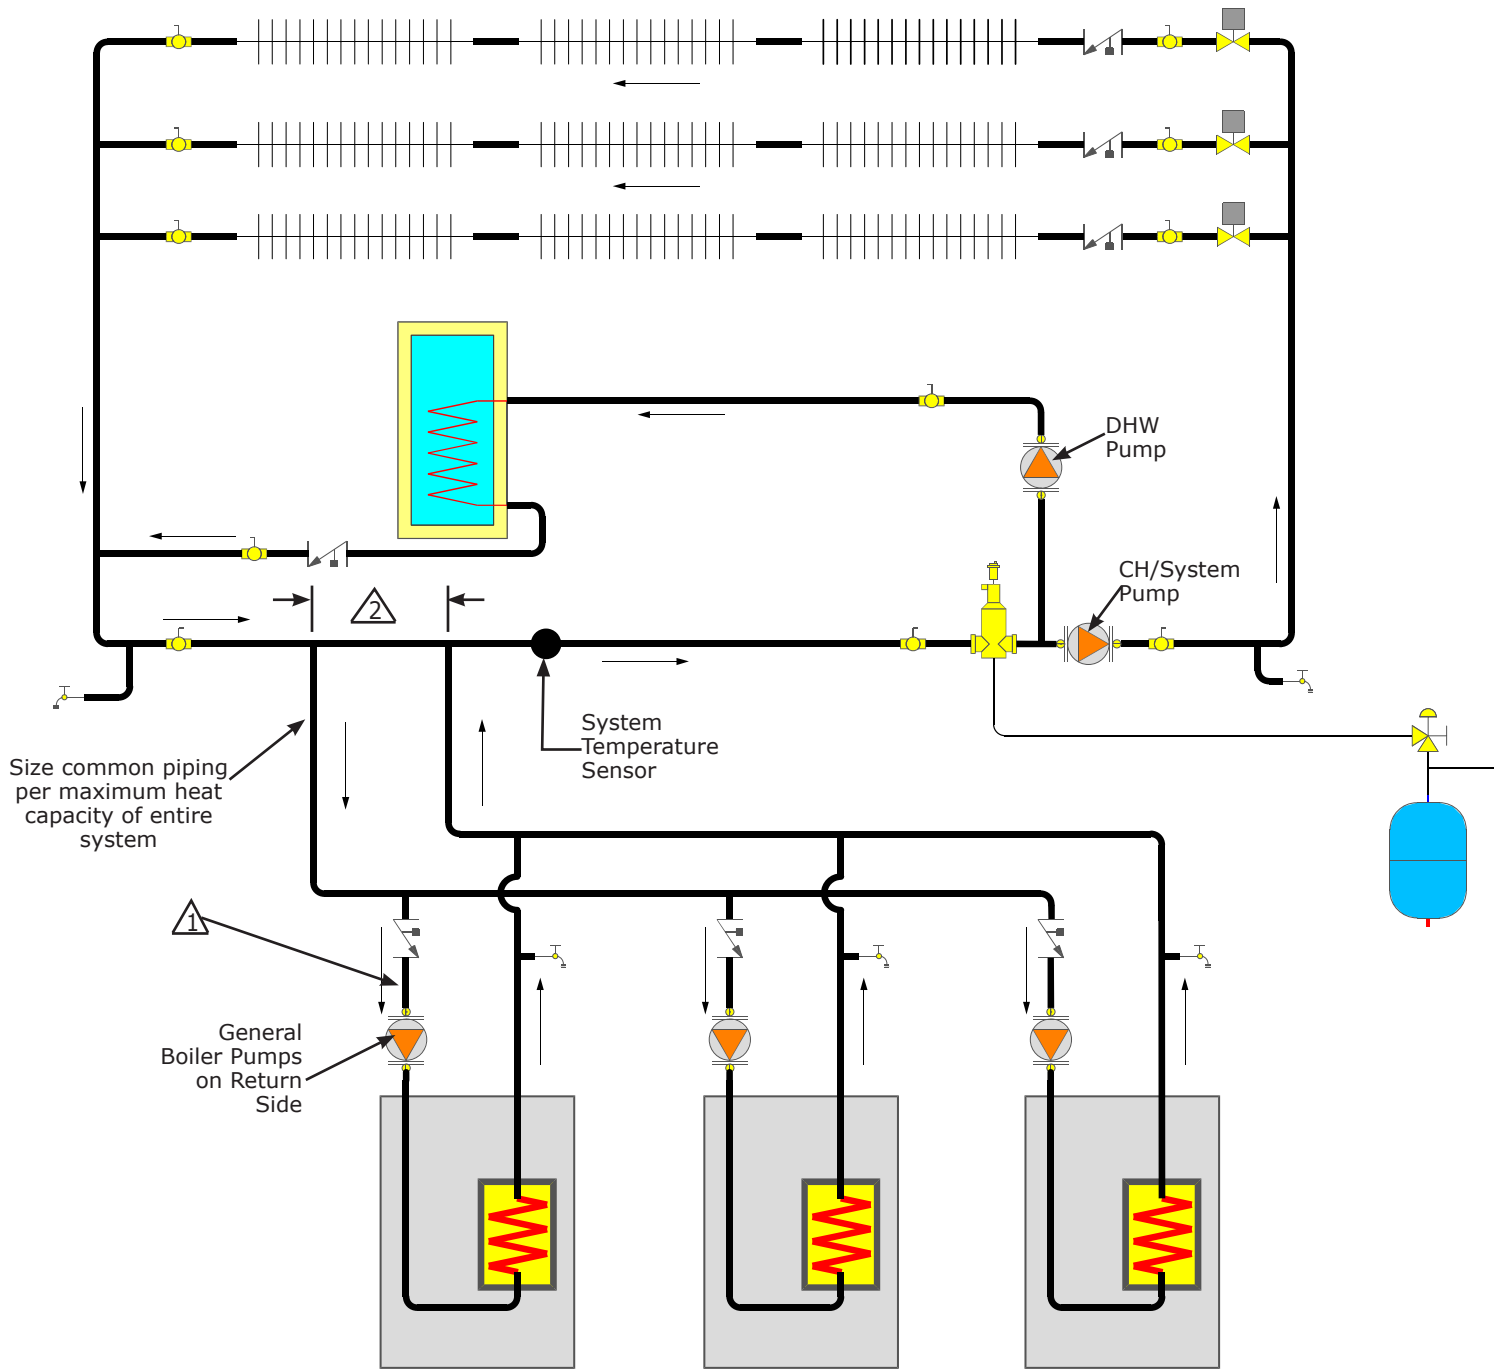 DHW
Pump
CH/System
Pump
2
System
Temperature
Sensor
Size common piping
per maximum heat
capacity of entire
system
1
General
Boiler Pumps
on Return
Side